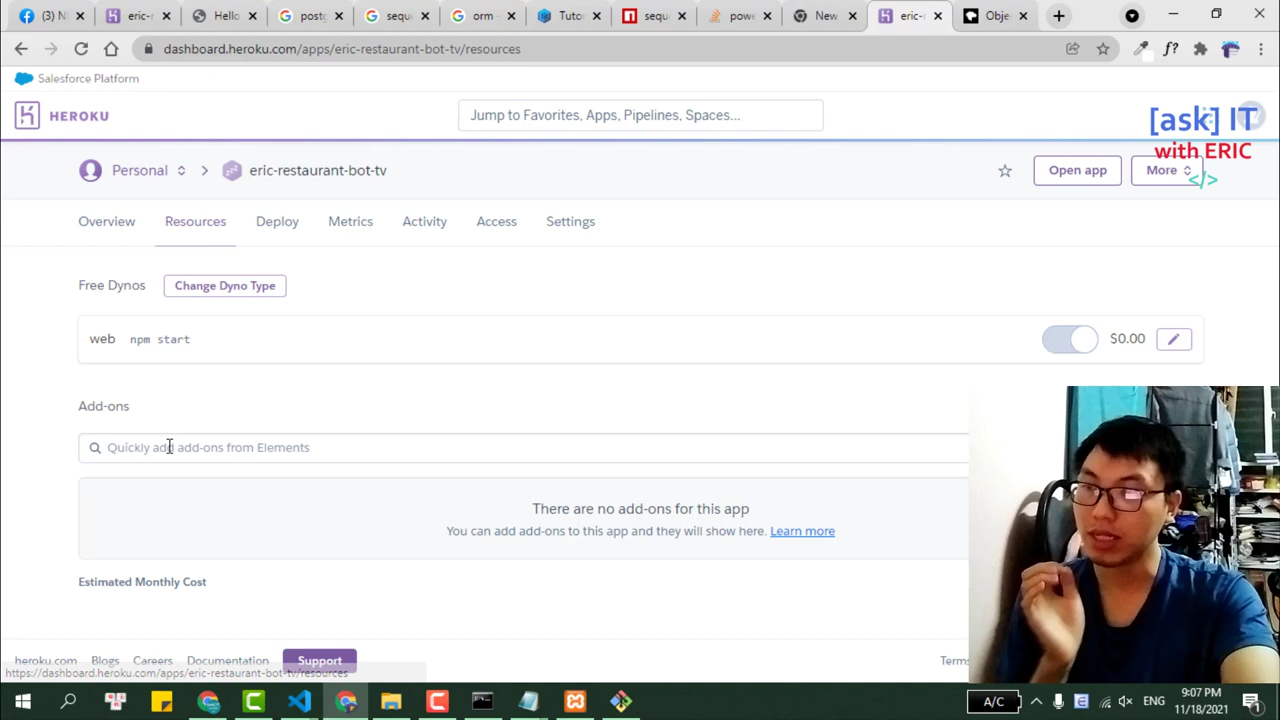 (3) N
eric-r
Hello
postg
sequ
orm -
Tutor
sequ
pow
New
eric-r
Obje
dashboard.heroku.com/apps/eric-restaurant-bot-tv/resources
f?
Salesforce Platform
HEROKU
Jump to Favorites, Apps, Pipelines, Spaces...
[ask] IT
with ERIC
</>
Personal
eric-restaurant-bot-tv
Open app
More
Overview
Resources
Deploy
Metrics
Activity
Access
Settings
Free Dynos
Change Dyno Type
web
npm start
$0.00
Add-ons
Quickly add add-ons from Elements
There are no add-ons for this app
You can add add-ons to this app and they will show here. Learn more
Estimated Monthly Cost
heroku.com
Blogs
Careers
Documentation
Support
Terms
https://dashboard.heroku.com/apps/eric-restaurant-bot-tv/resources
A/C
ENG
9:07 PM
11/18/2021